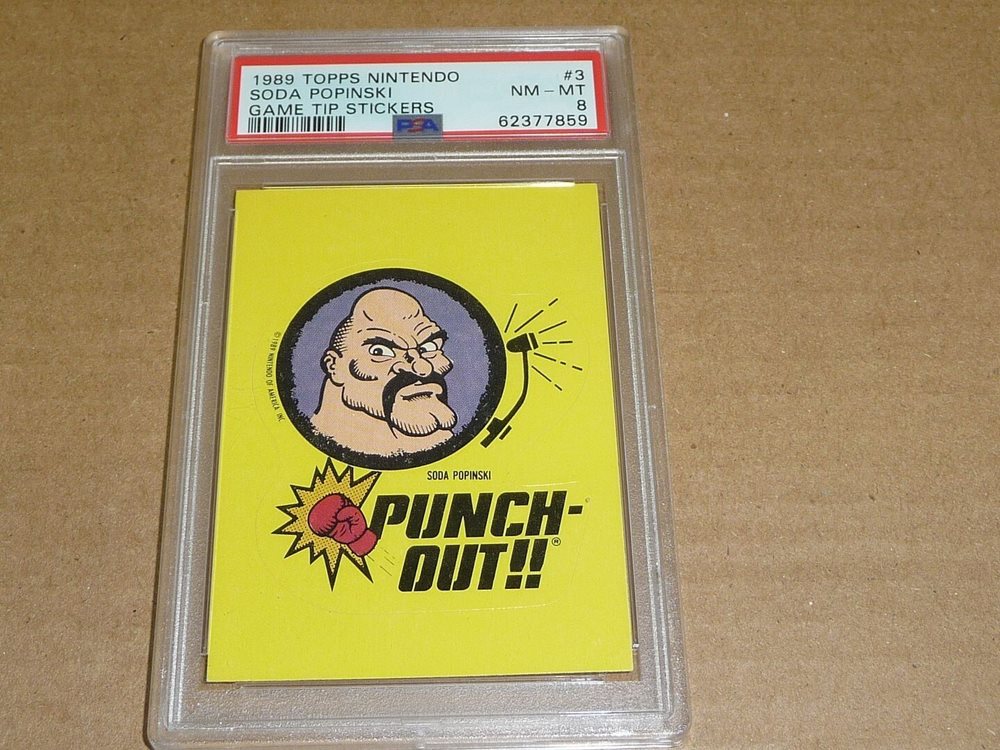 1989 TOPPS NINTENDO #3
SODA POPINSKI NM - MT
GAME TIP STICKERS 8
PSA 62377859
© 1989 NINTENDO OF AMERICA, INC.
SODA POPINSKI
PUNCH-©
OUT!!®